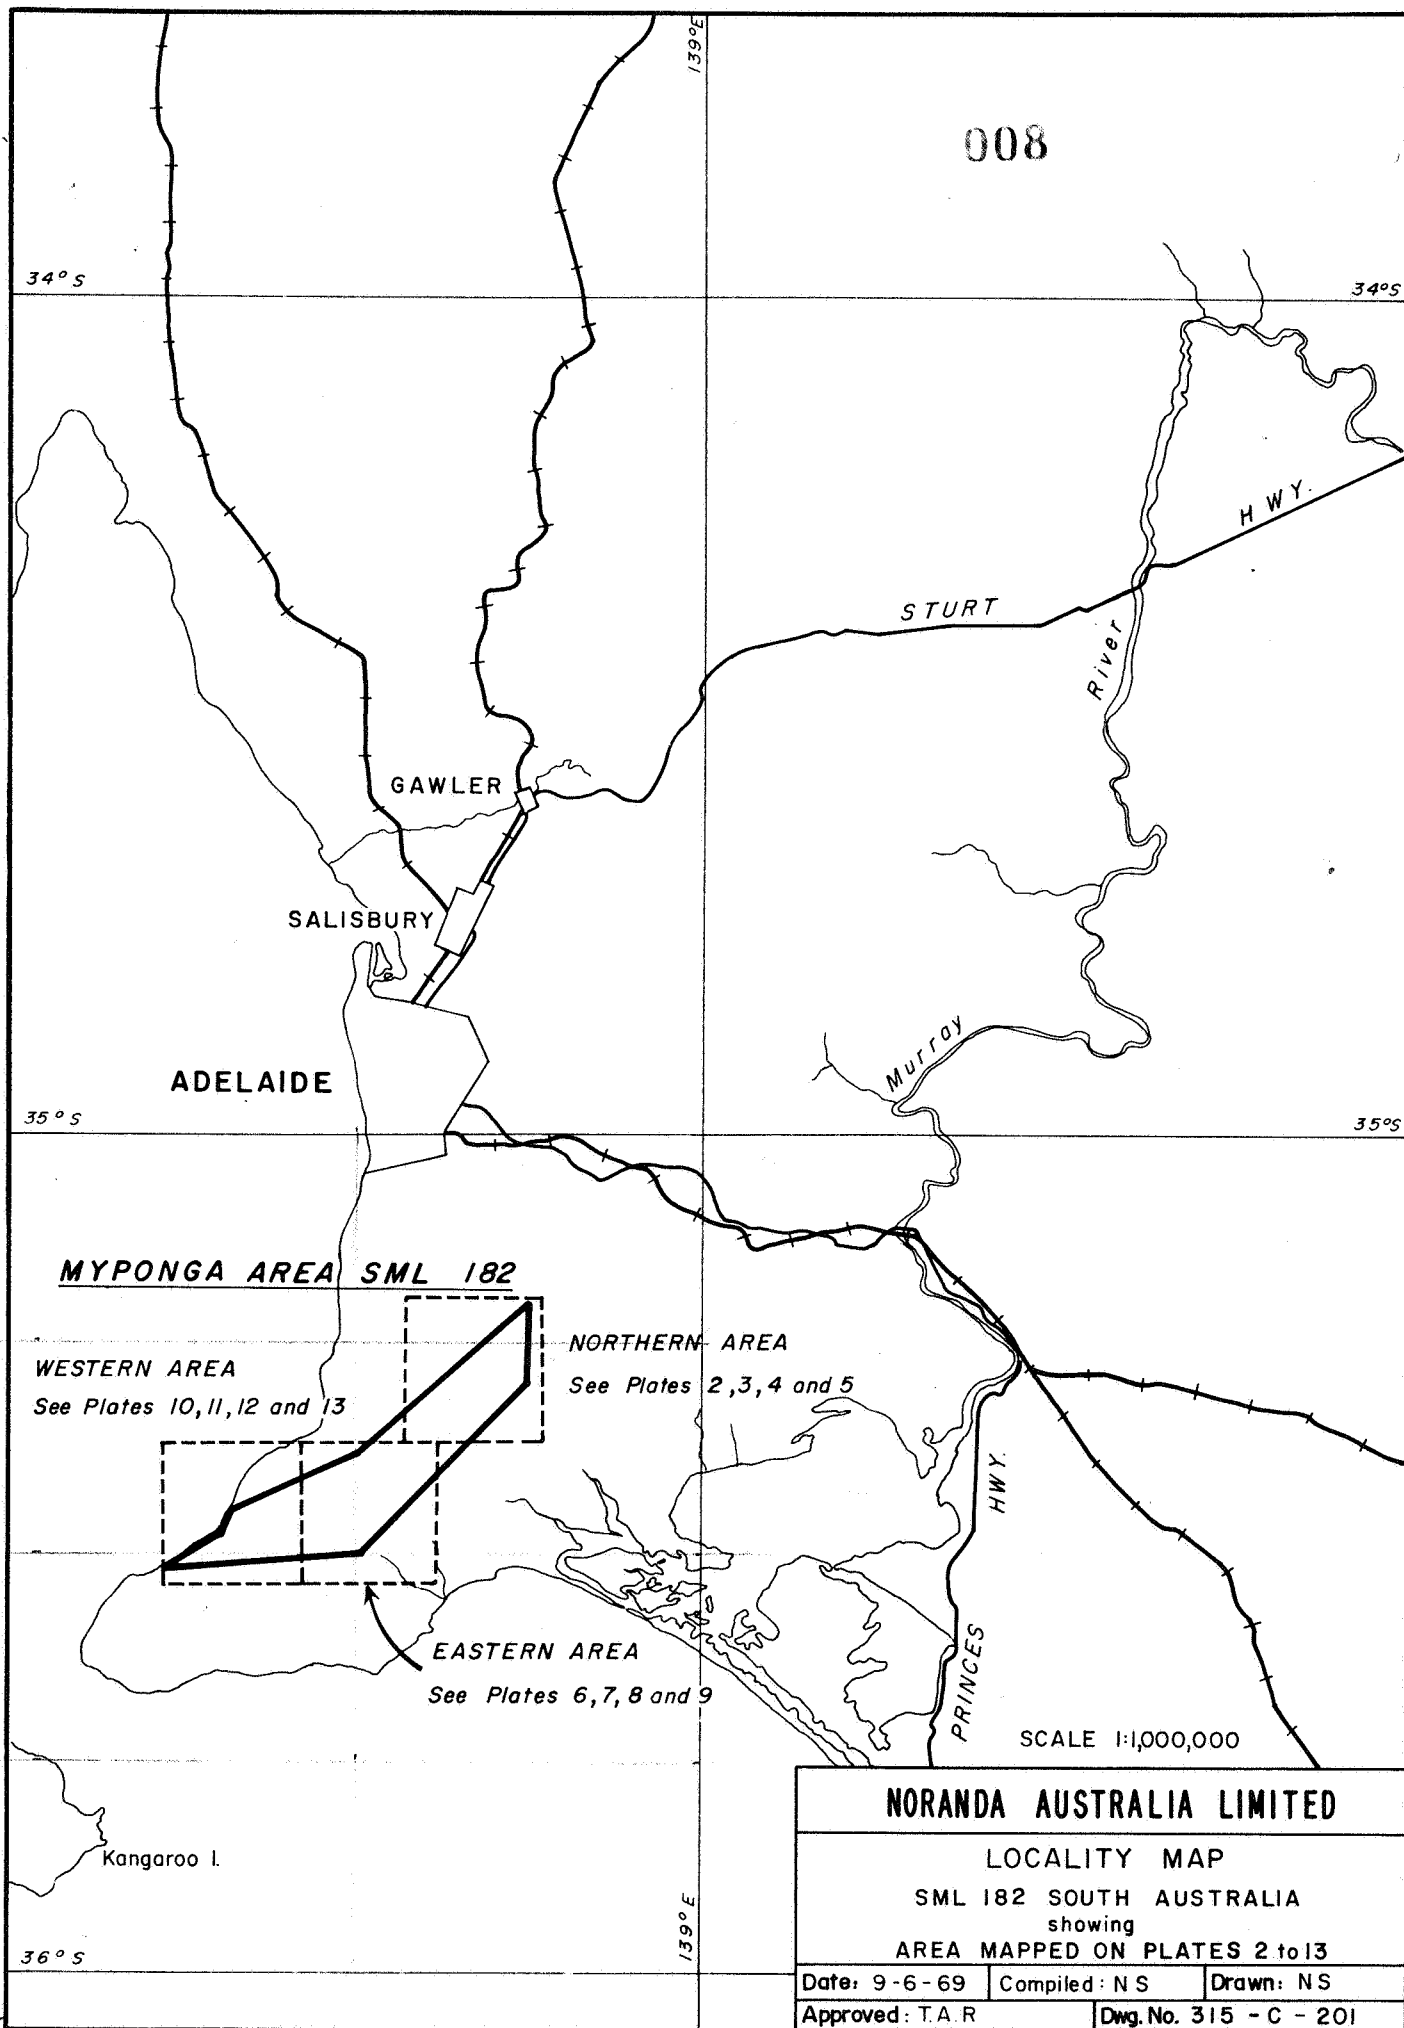 139°E
008
34°S
34°S
HWY.
STURT
River
GAWLER
SALISBURY
Murray
ADELAIDE
35°S
35°S
MYPONGA AREA SML 182
NORTHERN AREA
See Plates 2,3,4 and 5
WESTERN AREA
See Plates 10,11,12 and 13
HWY.
PRINCES
EASTERN AREA
See Plates 6,7,8 and 9
SCALE 1:1,000,000
Kangaroo I.
139°E
36°S
NORANDA AUSTRALIA LIMITED
LOCALITY MAP
SML 182 SOUTH AUSTRALIA
showing
AREA MAPPED ON PLATES 2 to 13
Date: 9-6-69 Compiled: NS Drawn: NS
Approved: T.A.R Dwg. No. 315 - C - 201